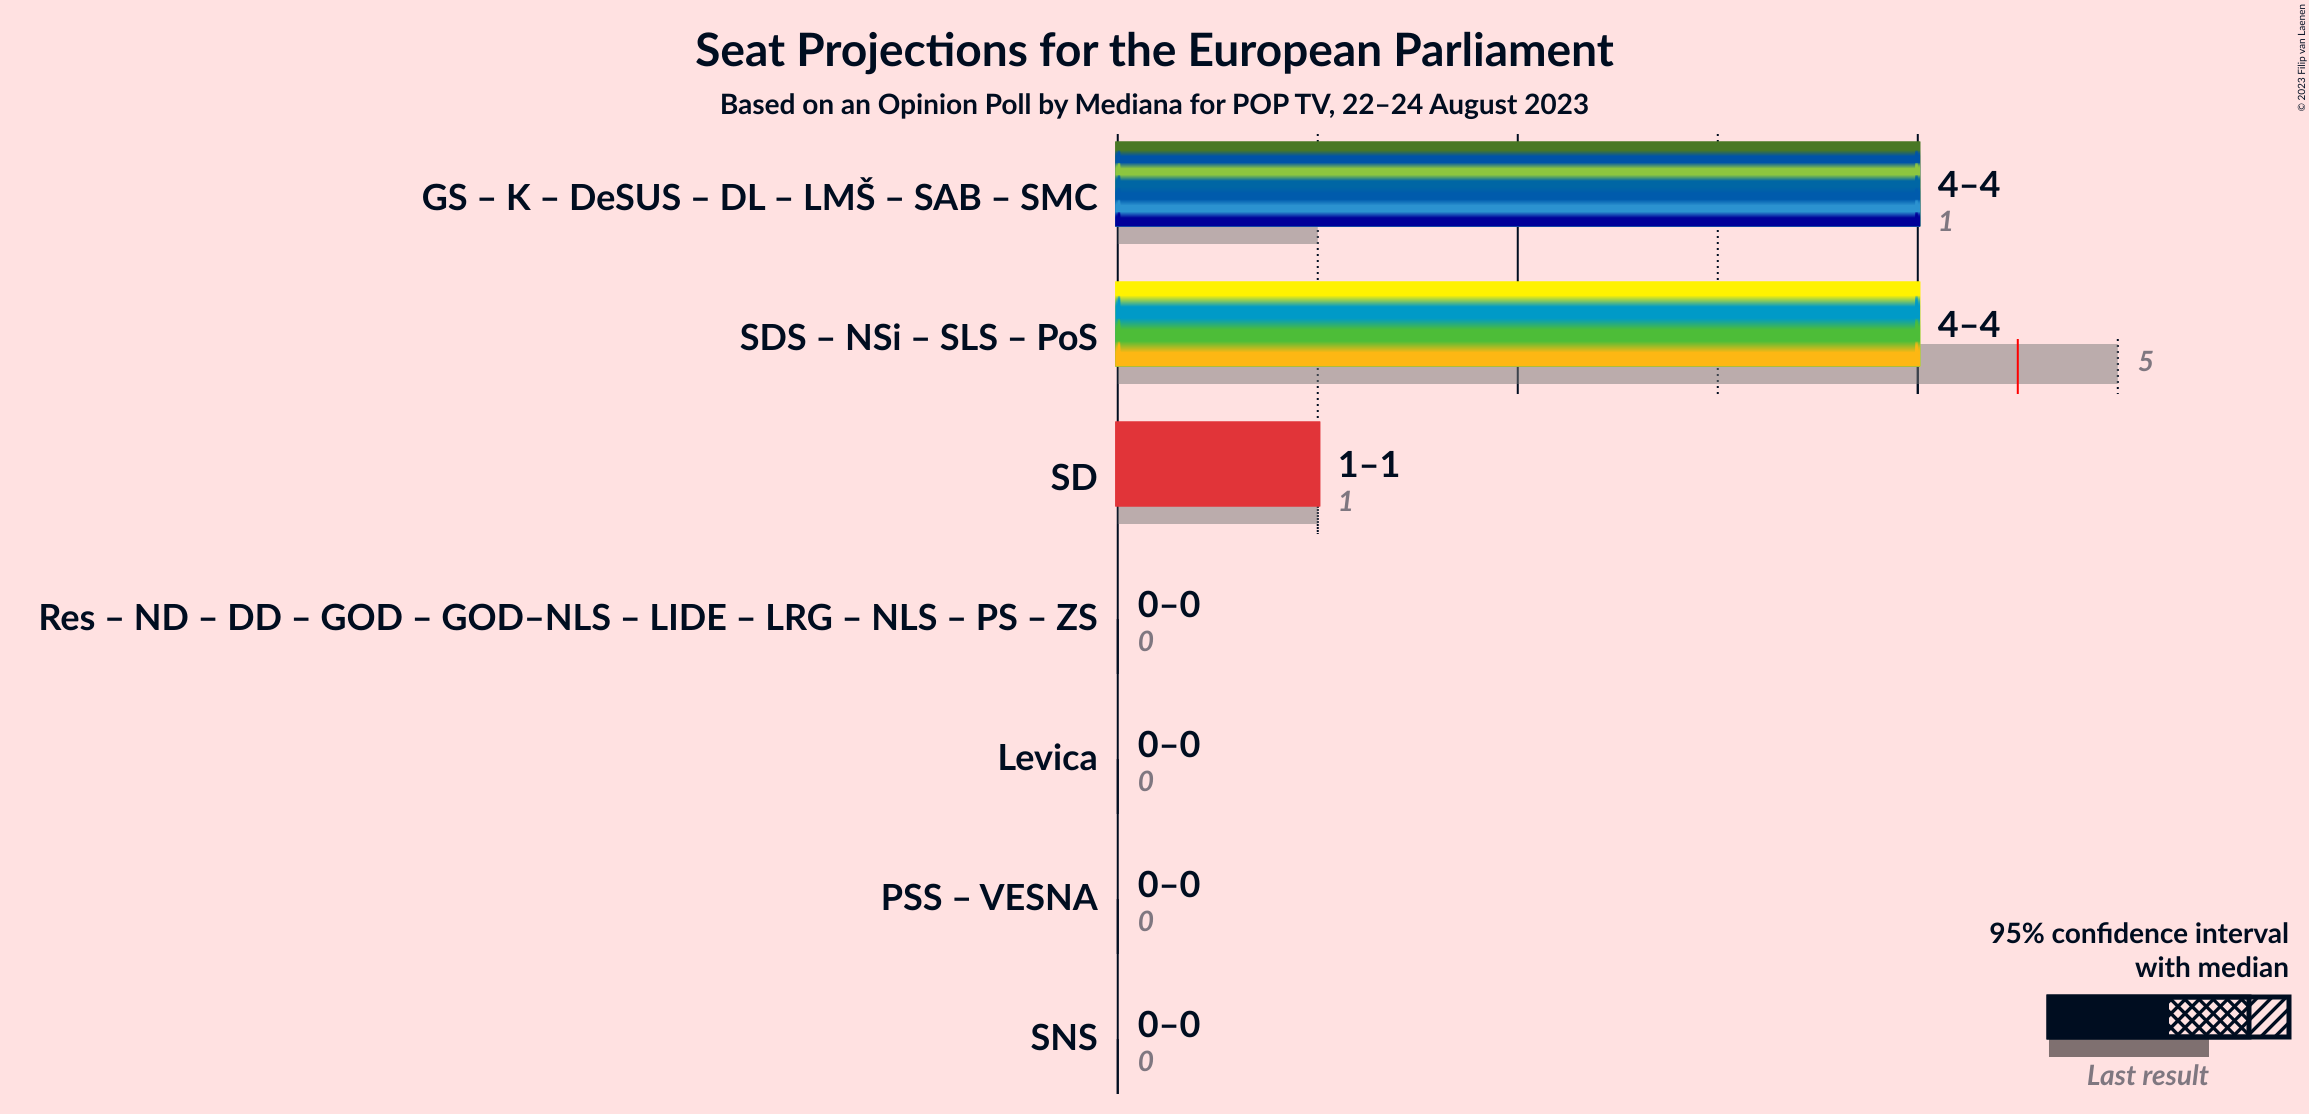 Seat Projections for the European Parliament
Based on an Opinion Poll by Mediana for POP TV, 22–24 August 2023
© 2023 Filip van Laenen
GS – K – DeSUS – DL – LMŠ – SAB – SMC
4–4
1
SDS – NSi – SLS – PoS
4–4
5
SD
1–1
1
Res – ND – DD – GOD – GOD–NLS – LIDE – LRG – NLS – PS – ZS
0–0
0
Levica
0–0
0
PSS – VESNA
0–0
0
SNS
0–0
0
95% confidence interval
with median
Last result